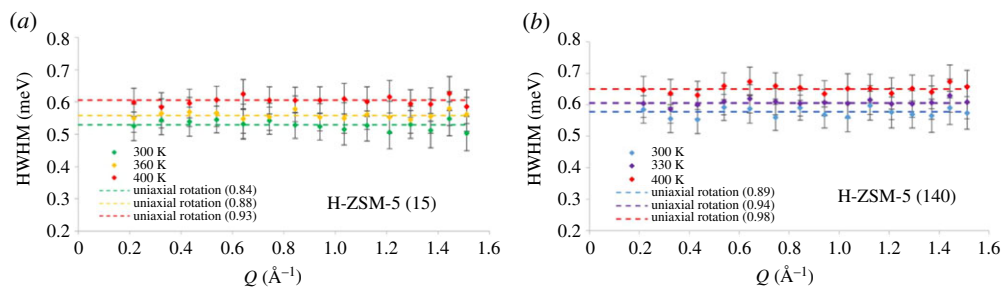 (a)
0.8
0.7
0.6
0.5
0.4
0.3
0.2
HWHM (meV)
300 K
360 K
400 K
uniaxial rotation (0.84)
uniaxial rotation (0.88)
uniaxial rotation (0.93)
H-ZSM-5 (15)
0 0.2 0.4 0.6 0.8 1.0 1.2 1.4 1.6
Q (Å⁻¹)
(b)
0.8
0.7
0.6
0.5
0.4
0.3
0.2
HWHM (meV)
300 K
330 K
400 K
uniaxial rotation (0.89)
uniaxial rotation (0.94)
uniaxial rotation (0.98)
H-ZSM-5 (140)
0 0.2 0.4 0.6 0.8 1.0 1.2 1.4 1.6
Q (Å⁻¹)